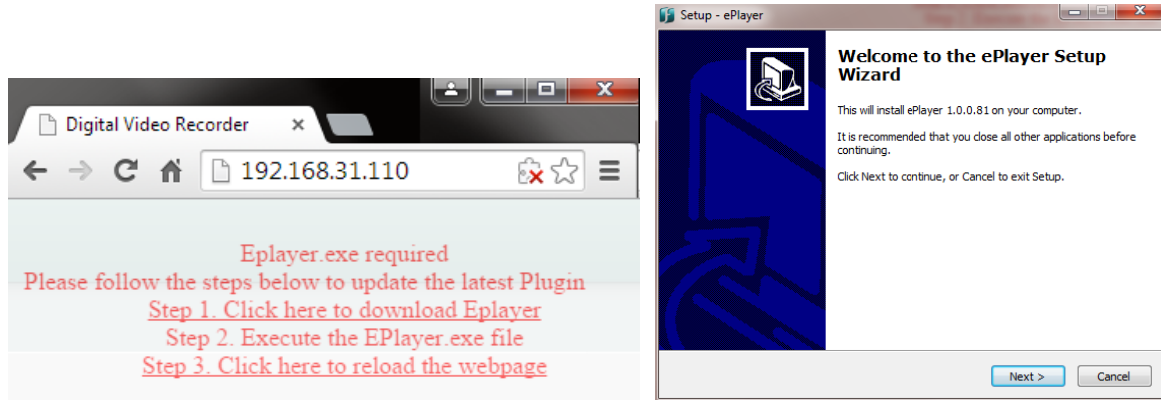 Digital Video Recorder
192.168.31.110
Eplayer.exe required
Please follow the steps below to update the latest Plugin
Step 1. Click here to download Eplayer
Step 2. Execute the EPlayer.exe file
Step 3. Click here to reload the webpage
Setup - ePlayer
Welcome to the ePlayer Setup
Wizard
This will install ePlayer 1.0.0.81 on your computer.
It is recommended that you close all other applications before
continuing.
Click Next to continue, or Cancel to exit Setup.
Next >
Cancel